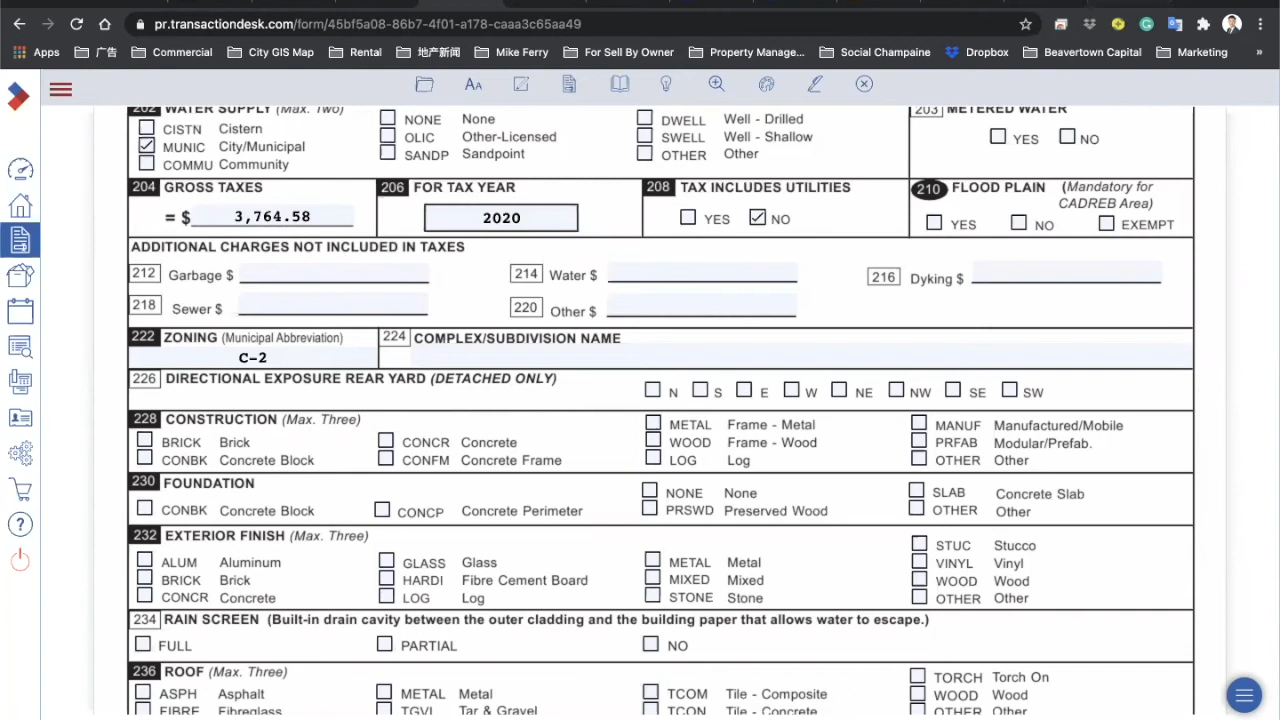 pr.transactiondesk.com/form/45bf5a08-86b7-4f01-a178-caaa3c65aa49
Apps 广告 Commercial City GIS Map Rental 地产新闻 Mike Ferry For Sell By Owner Property Manage... Social Champaine Dropbox Beavertown Capital Marketing »
202 WATER SUPPLY (Max. Two) 203 METERED WATER
CISTN Cistern NONE None DWELL Well - Drilled
MUNIC City/Municipal OLIC Other-Licensed SWELL Well - Shallow YES NO
COMMU Community SANDP Sandpoint OTHER Other
204 GROSS TAXES 206 FOR TAX YEAR 208 TAX INCLUDES UTILITIES 210 FLOOD PLAIN (Mandatory for CADREB Area)
= $ 3,764.58 2020 YES NO YES NO EXEMPT
ADDITIONAL CHARGES NOT INCLUDED IN TAXES
212 Garbage $ 214 Water $ 216 Dyking $
218 Sewer $ 220 Other $
222 ZONING (Municipal Abbreviation) 224 COMPLEX/SUBDIVISION NAME
C-2
226 DIRECTIONAL EXPOSURE REAR YARD (DETACHED ONLY) N S E W NE NW SE SW
228 CONSTRUCTION (Max. Three) METAL Frame - Metal MANUF Manufactured/Mobile
BRICK Brick CONCR Concrete WOOD Frame - Wood PRFAB Modular/Prefab.
CONBK Concrete Block CONFM Concrete Frame LOG Log OTHER Other
230 FOUNDATION NONE None SLAB Concrete Slab
CONBK Concrete Block CONCP Concrete Perimeter PRSWD Preserved Wood OTHER Other
232 EXTERIOR FINISH (Max. Three) STUC Stucco
ALUM Aluminum GLASS Glass METAL Metal VINYL Vinyl
BRICK Brick HARDI Fibre Cement Board MIXED Mixed WOOD Wood
CONCR Concrete LOG Log STONE Stone OTHER Other
234 RAIN SCREEN (Built-in drain cavity between the outer cladding and the building paper that allows water to escape.)
FULL PARTIAL NO
236 ROOF (Max. Three) TORCH Torch On
ASPH Asphalt METAL Metal TCOM Tile - Composite WOOD Wood
FIBRE Fibreglass TGVL Tar & Gravel TCON Tile - Concrete OTHER Other